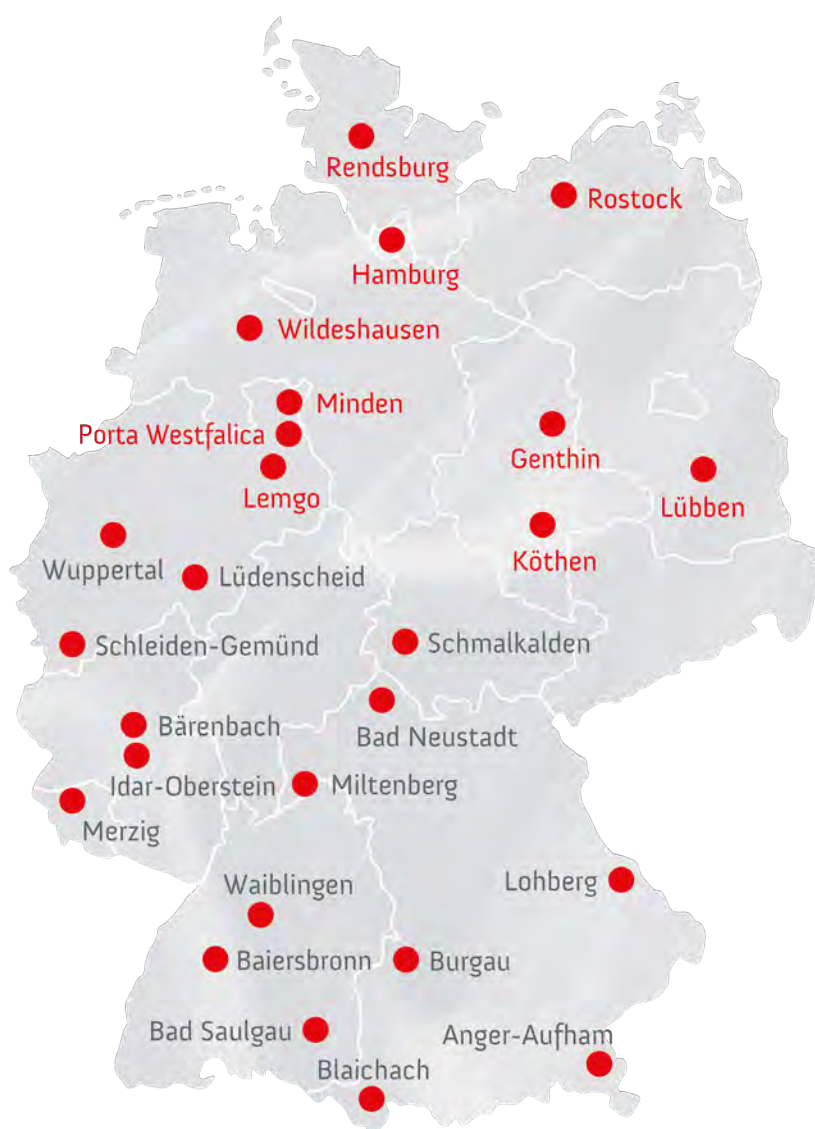 Rendsburg
Rostock
Hamburg
Wildeshausen
Minden
Porta Westfalica
Genthin
Lemgo
Lübben
Köthen
Wuppertal
Lüdenscheid
Schleiden-Gemünd
Schmalkalden
Bärenbach
Bad Neustadt
Idar-Oberstein
Miltenberg
Merzig
Waiblingen
Lohberg
Baiersbronn
Burgau
Bad Saulgau
Anger-Aufham
Blaichach